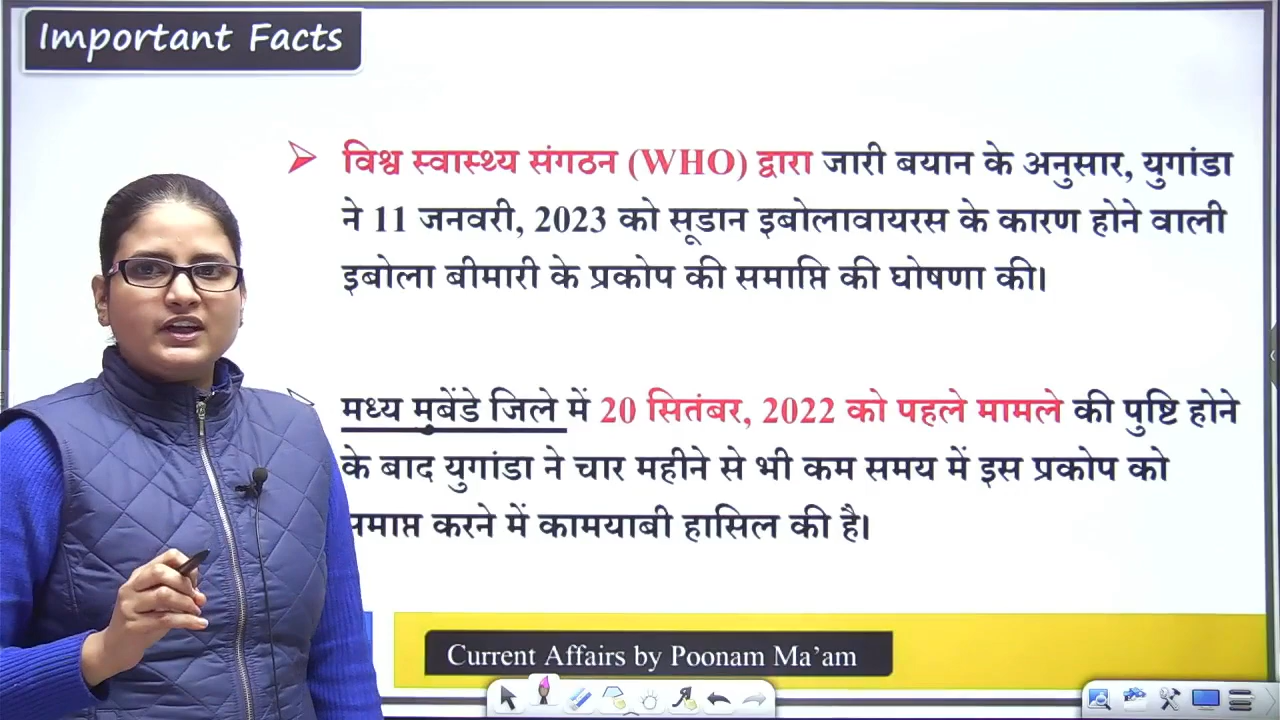 Important Facts
विश्व स्वास्थ्य संगठन (WHO) द्वारा जारी बयान के अनुसार, युगांडा
ने 11 जनवरी, 2023 को सूडान इबोलावायरस के कारण होने वाली
इबोला बीमारी के प्रकोप की समाप्ति की घोषणा की।
मध्य मुबेंडे जिले में 20 सितंबर, 2022 को पहले मामले की पुष्टि होने
के बाद युगांडा ने चार महीने से भी कम समय में इस प्रकोप को
समाप्त करने में कामयाबी हासिल की है।
Current Affairs by Poonam Ma'am